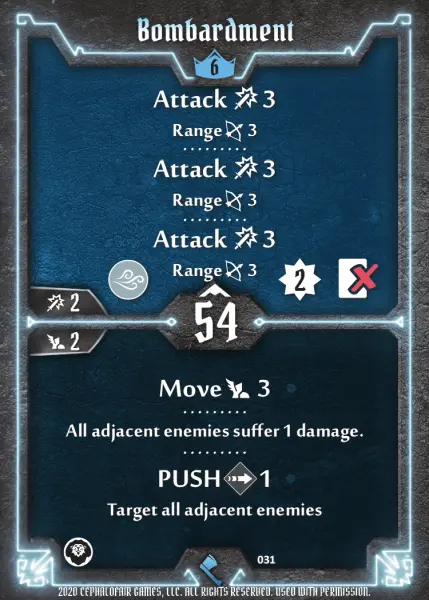 Bombardment
6
Attack 3
Range 3
Attack 3
Range 3
Attack 3
Range 3
2
2
54
2
Move 3
All adjacent enemies suffer 1 damage.
PUSH 1
Target all adjacent enemies
031
2020 CEPHALOFAIR GAMES, LLC. ALL RIGHTS RESERVED. USED WITH PERMISSION.